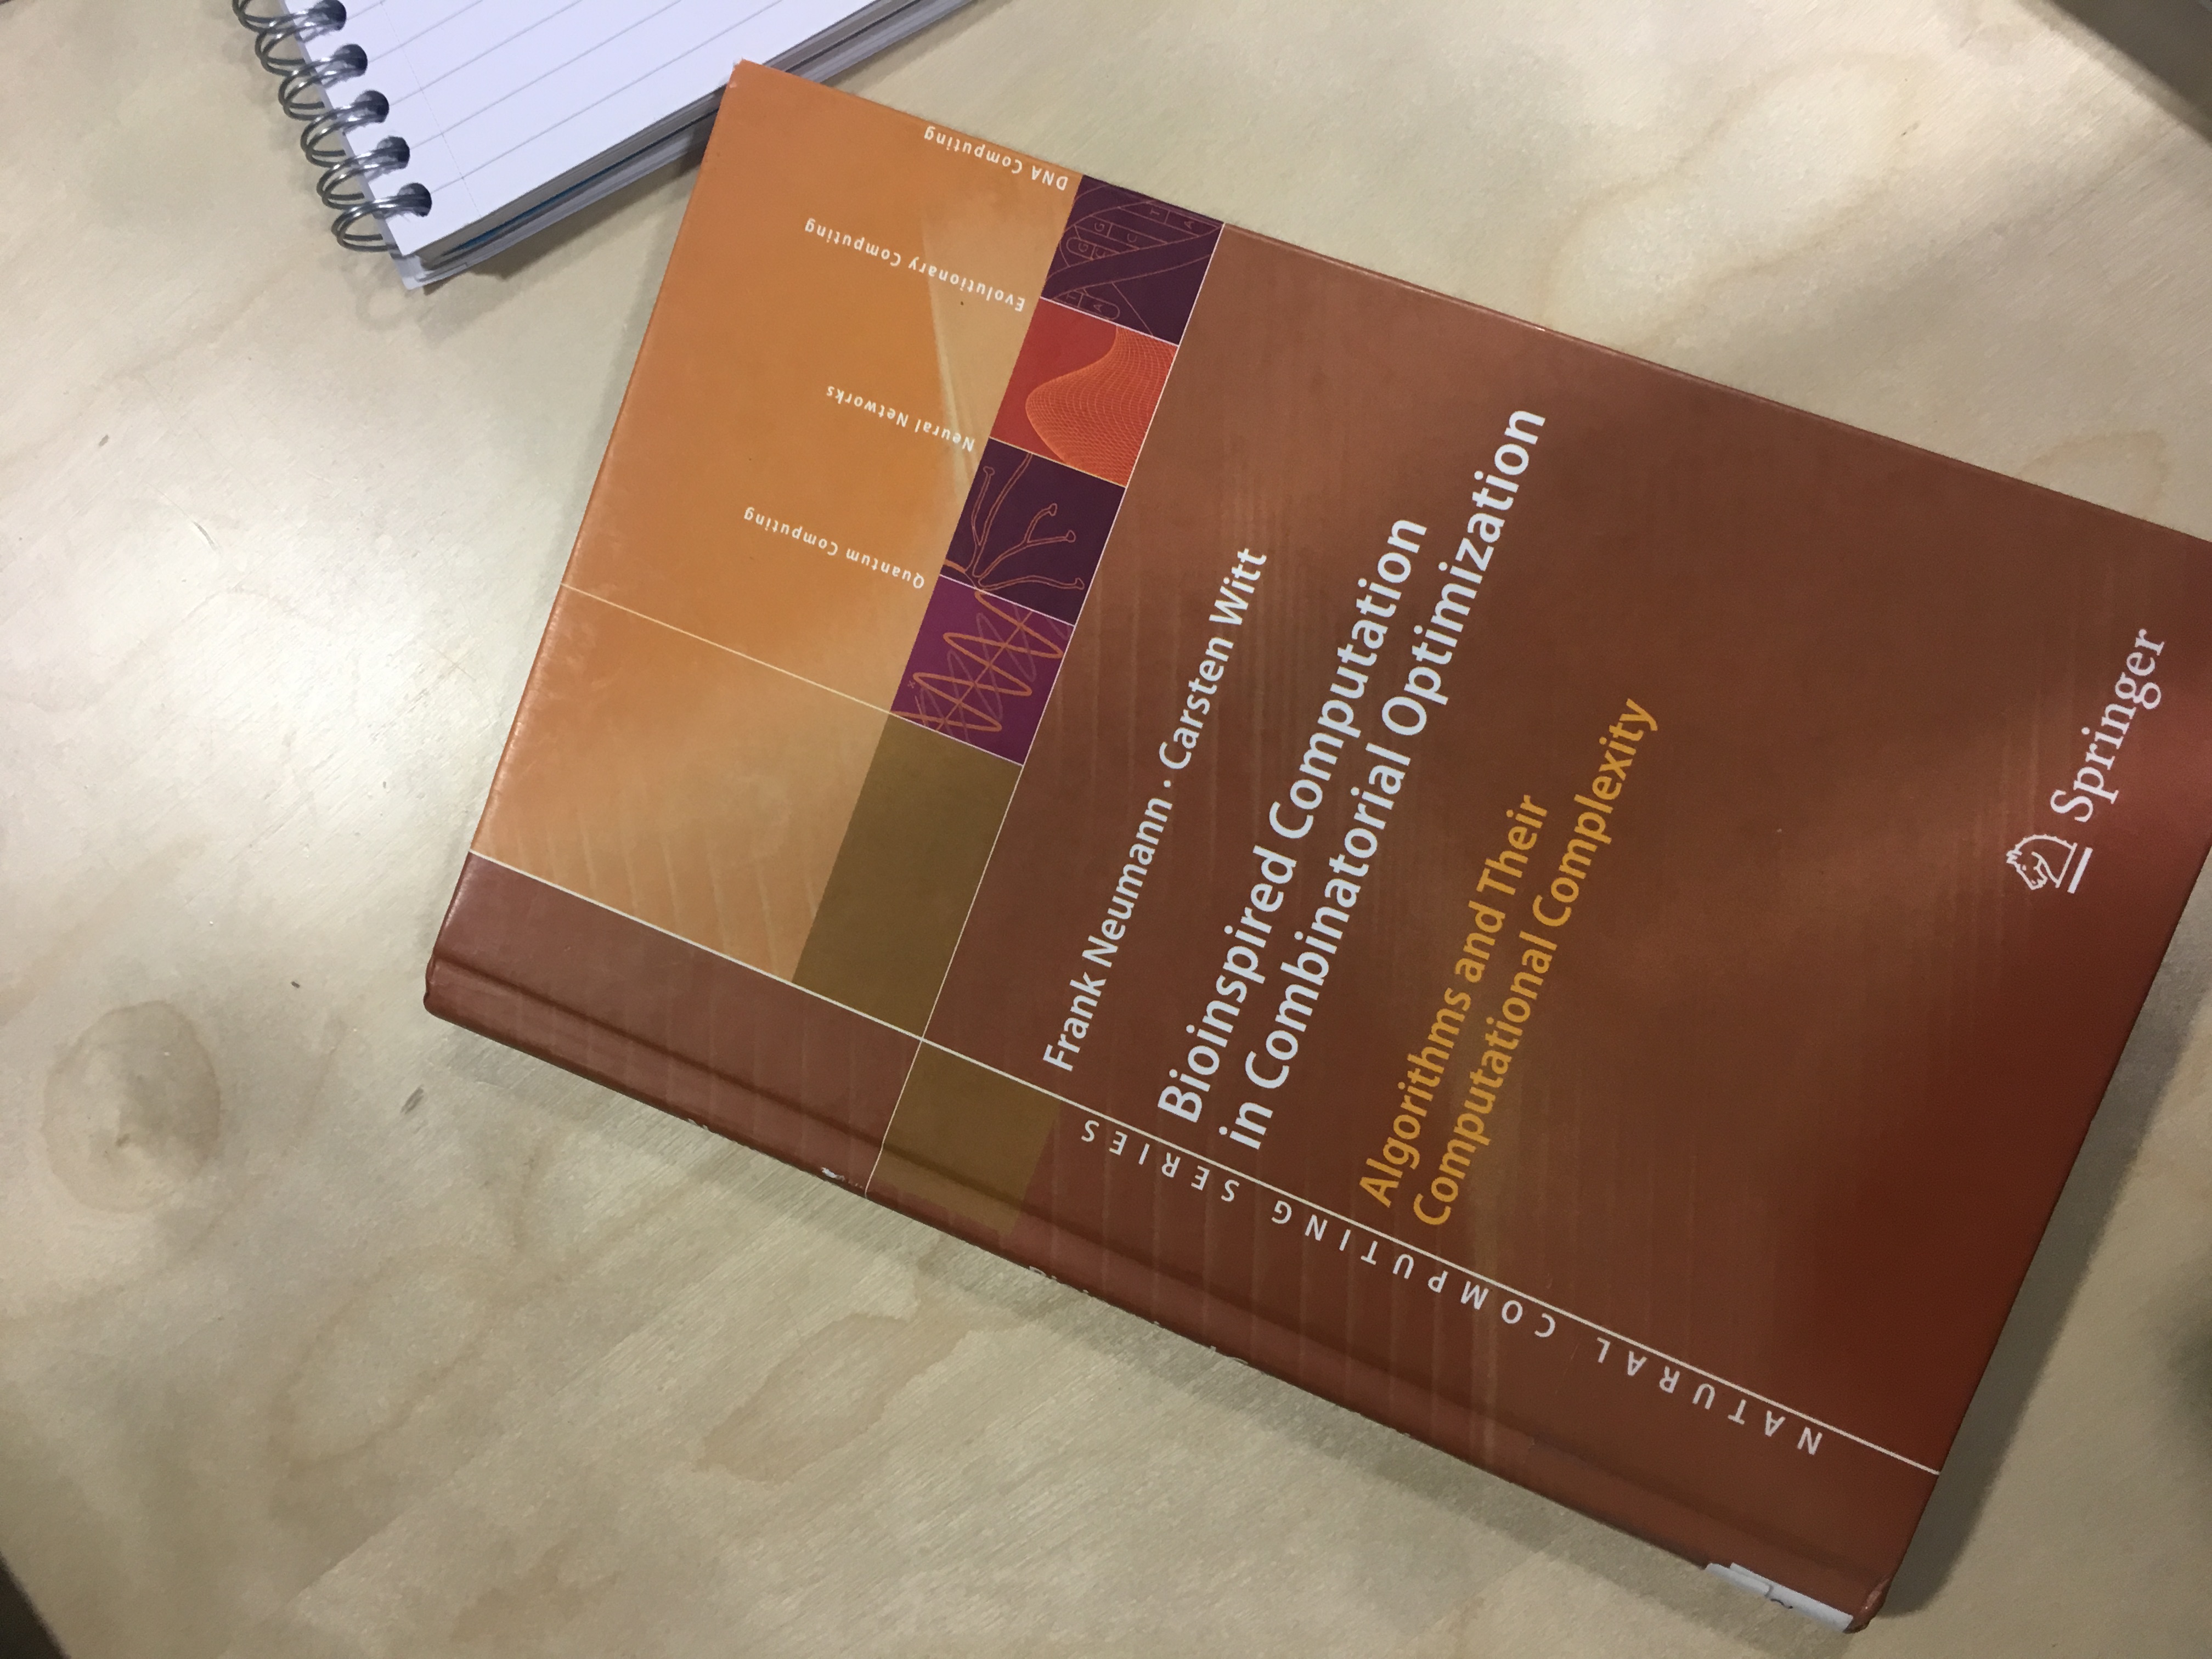 Quantum Computing
Neural Networks
Evolutionary Computing
DNA Computing
Frank Neumann · Carsten Witt
Bioinspired Computation
in Combinatorial Optimization
Algorithms and Their
Computational Complexity
NATURAL COMPUTING SERIES
Springer